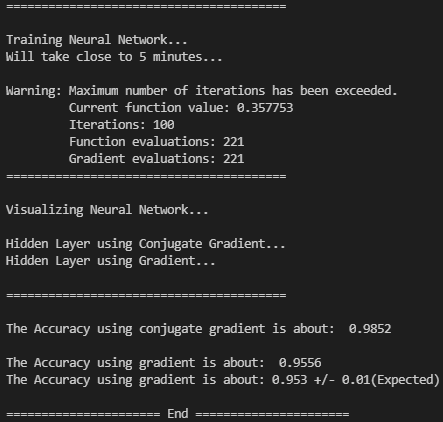 ========================================
Training Neural Network...
Will take close to 5 minutes...
Warning: Maximum number of iterations has been exceeded.
         Current function value: 0.357753
         Iterations: 100
         Function evaluations: 221
         Gradient evaluations: 221
========================================
Visualizing Neural Network...
Hidden Layer using Conjugate Gradient...
Hidden Layer using Gradient...
========================================
The Accuracy using conjugate gradient is about:  0.9852
The Accuracy using gradient is about:  0.9556
The Accuracy using gradient is about: 0.953 +/- 0.01(Expected)
====================== End ======================